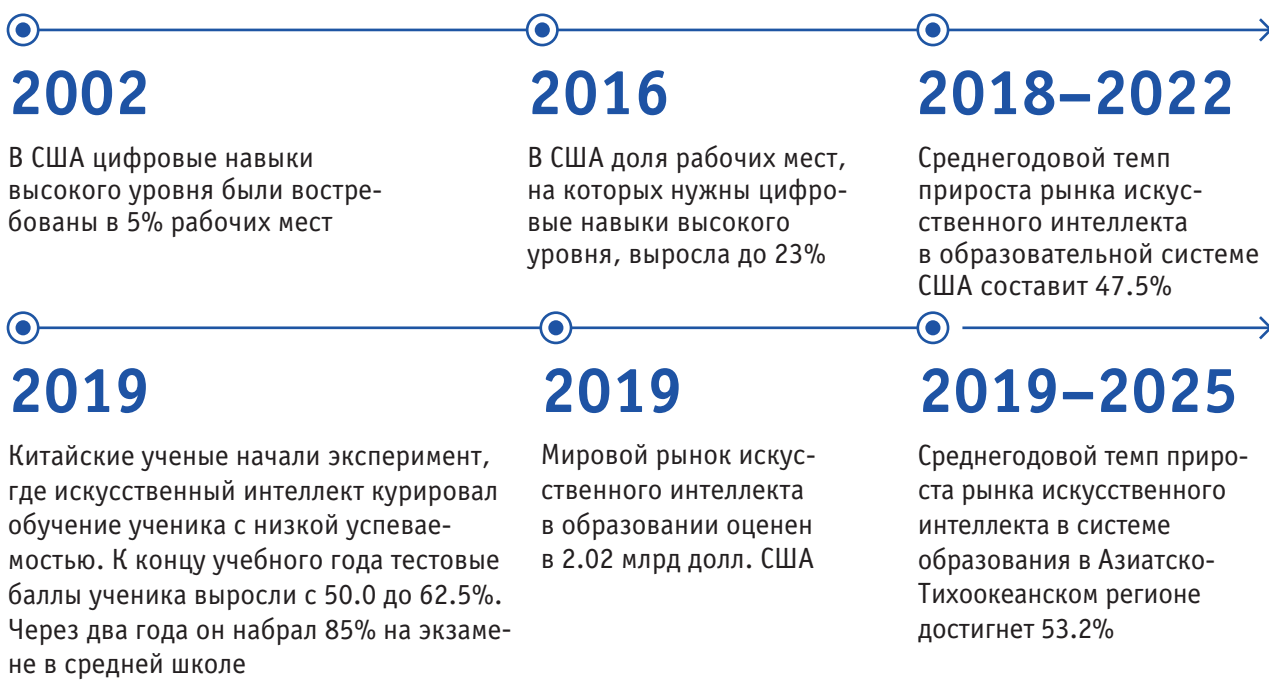 2002
В США цифровые навыки
высокого уровня были востре-
бованы в 5% рабочих мест
2016
В США доля рабочих мест,
на которых нужны цифро-
вые навыки высокого
уровня, выросла до 23%
2018–2022
Среднегодовой темп
прироста рынка искус-
ственного интеллекта
в образовательной системе
США составит 47.5%
2019
Китайские ученые начали эксперимент,
где искусственный интеллект курировал
обучение ученика с низкой успевае-
мостью. К концу учебного года тестовые
баллы ученика выросли с 50.0 до 62.5%.
Через два года он набрал 85% на экзаме-
не в средней школе
2019
Мировой рынок искус-
ственного интеллекта
в образовании оценен
в 2.02 млрд долл. США
2019–2025
Среднегодовой темп приро-
ста рынка искусственного
интеллекта в системе
образования в Азиатско-
Тихоокеанском регионе
достигнет 53.2%